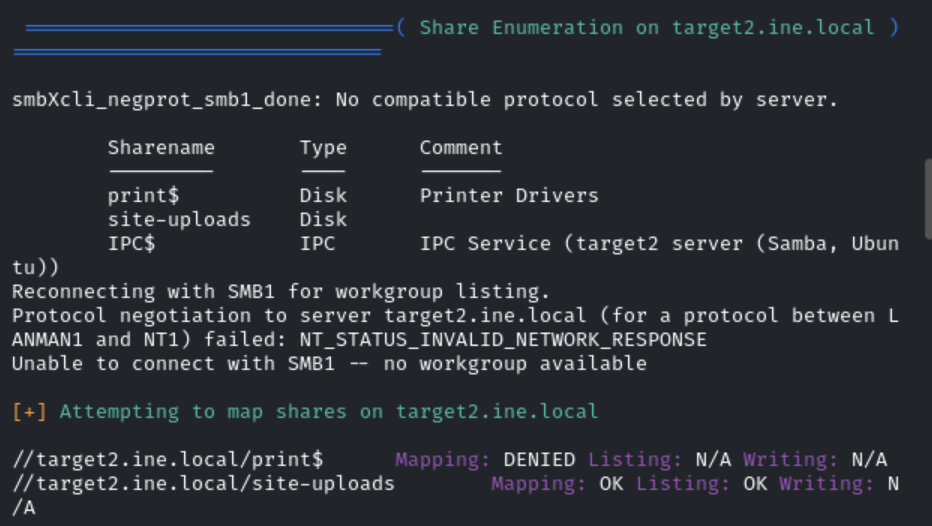 ================================( Share Enumeration on target2.ine.local )
================================
smbXcli_negprot_smb1_done: No compatible protocol selected by server.
Sharename Type Comment
--------- ---- -------
print$ Disk Printer Drivers
site-uploads Disk
IPC$ IPC IPC Service (target2 server (Samba, Ubun
tu))
Reconnecting with SMB1 for workgroup listing.
Protocol negotiation to server target2.ine.local (for a protocol between L
ANMAN1 and NT1) failed: NT_STATUS_INVALID_NETWORK_RESPONSE
Unable to connect with SMB1 -- no workgroup available
[+] Attempting to map shares on target2.ine.local
//target2.ine.local/print$ Mapping: DENIED Listing: N/A Writing: N/A
//target2.ine.local/site-uploads Mapping: OK Listing: OK Writing: N
/A